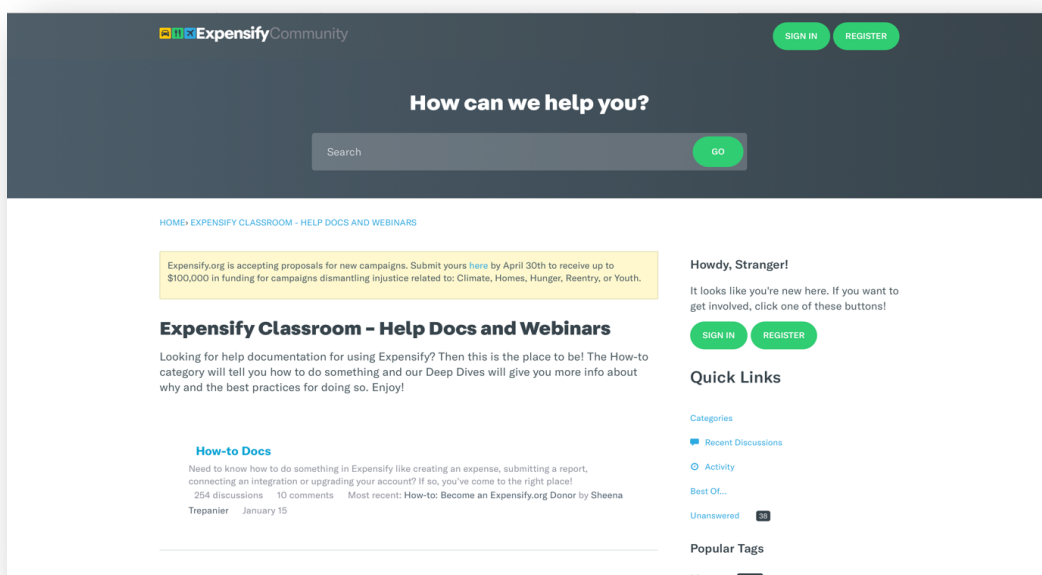 ExpensifyCommunity
SIGN IN
REGISTER
How can we help you?
Search
GO
HOME› EXPENSIFY CLASSROOM - HELP DOCS AND WEBINARS
Expensify.org is accepting proposals for new campaigns. Submit yours here by April 30th to receive up to
$100,000 in funding for campaigns dismantling injustice related to: Climate, Homes, Hunger, Reentry, or Youth.
Expensify Classroom – Help Docs and Webinars
Looking for help documentation for using Expensify? Then this is the place to be! The How-to
category will tell you how to do something and our Deep Dives will give you more info about
why and the best practices for doing so. Enjoy!
How-to Docs
Need to know how to do something in Expensify like creating an expense, submitting a report,
connecting an integration or upgrading your account? If so, you've come to the right place!
254 discussions 10 comments Most recent: How-to: Become an Expensify.org Donor by Sheena
Trepanier January 15
Howdy, Stranger!
It looks like you're new here. If you want to
get involved, click one of these buttons!
SIGN IN
REGISTER
Quick Links
Categories
Recent Discussions
Activity
Best Of...
Unanswered 38
Popular Tags